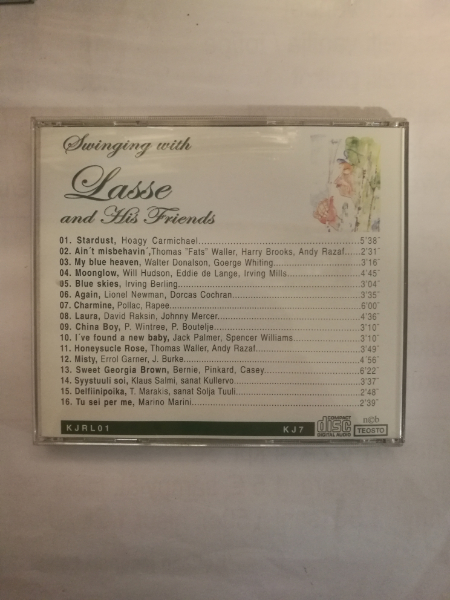 Swinging with
Lasse
and His Friends
01. Stardust, Hoagy Carmichael 5'38"
02. Ain´t misbehavin´,Thomas "Fats" Waller, Harry Brooks, Andy Razaf 2'31"
03. My blue heaven, Walter Donalson, Goerge Whiting 3'16"
04. Moonglow, Will Hudson, Eddie de Lange, Irving Mills 4'45"
05. Blue skies, Irving Berling 3'04"
06. Again, Lionel Newman, Dorcas Cochran 3'35"
07. Charmine, Pollac, Rapee 6'00"
08. Laura, David Raksin, Johnny Mercer 4'36"
09. China Boy, P. Wintree, P. Boutelje 3'10"
10. I´ve found a new baby, Jack Palmer, Spencer Williams 3'10"
11. Honeysucle Rose, Thomas Waller, Andy Razaf 3'49"
12. Misty, Errol Garner, J. Burke 4'56"
13. Sweet Georgia Brown, Bernie, Pinkard, Casey 6'22"
14. Syystuuli soi, Klaus Salmi, sanat Kullervo 3'37"
15. Delfiinipoika, T. Marakis, sanat Solja Tuuli 2'48"
16. Tu sei per me, Marino Marini 2'39"
KJRL01 KJ7 COMPACT disc DIGITAL AUDIO ncb TEOSTO